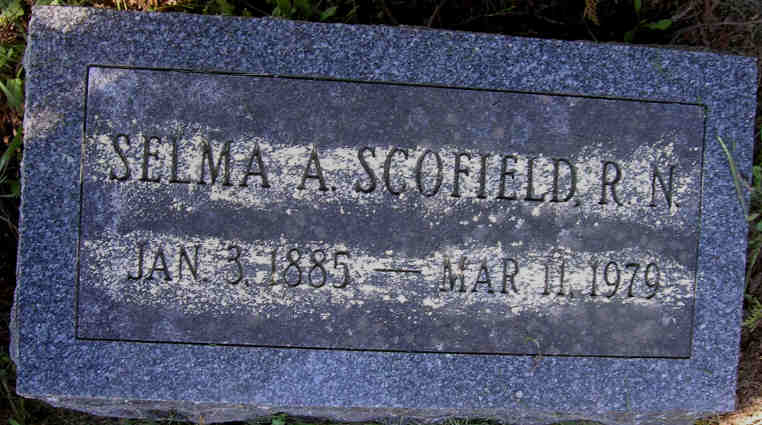 SELMA A. SCOFIELD, R. N.
JAN. 3, 1885 — MAR 11, 1979